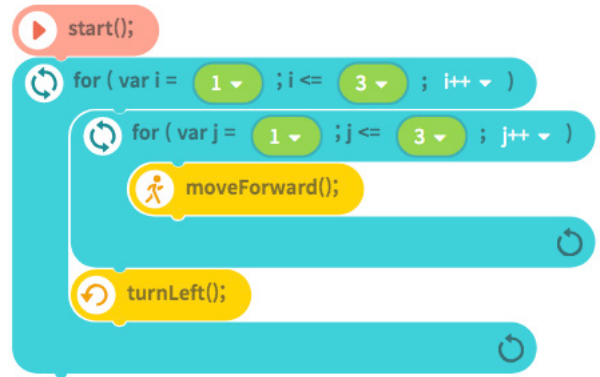 start();
for ( var i = 1 ; i <= 3 ; i++ )
for ( var j = 1 ; j <= 3 ; j++ )
moveForward();
turnLeft();